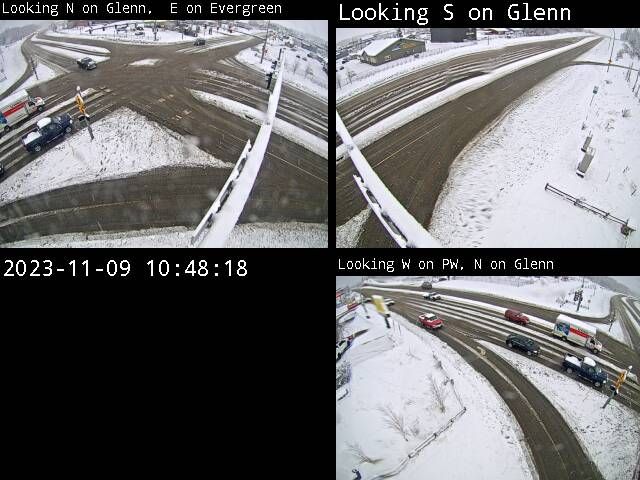 Looking N on Glenn,  E on Evergreen
Looking S on Glenn
2023-11-09 10:48:18
Looking W on PW, N on Glenn